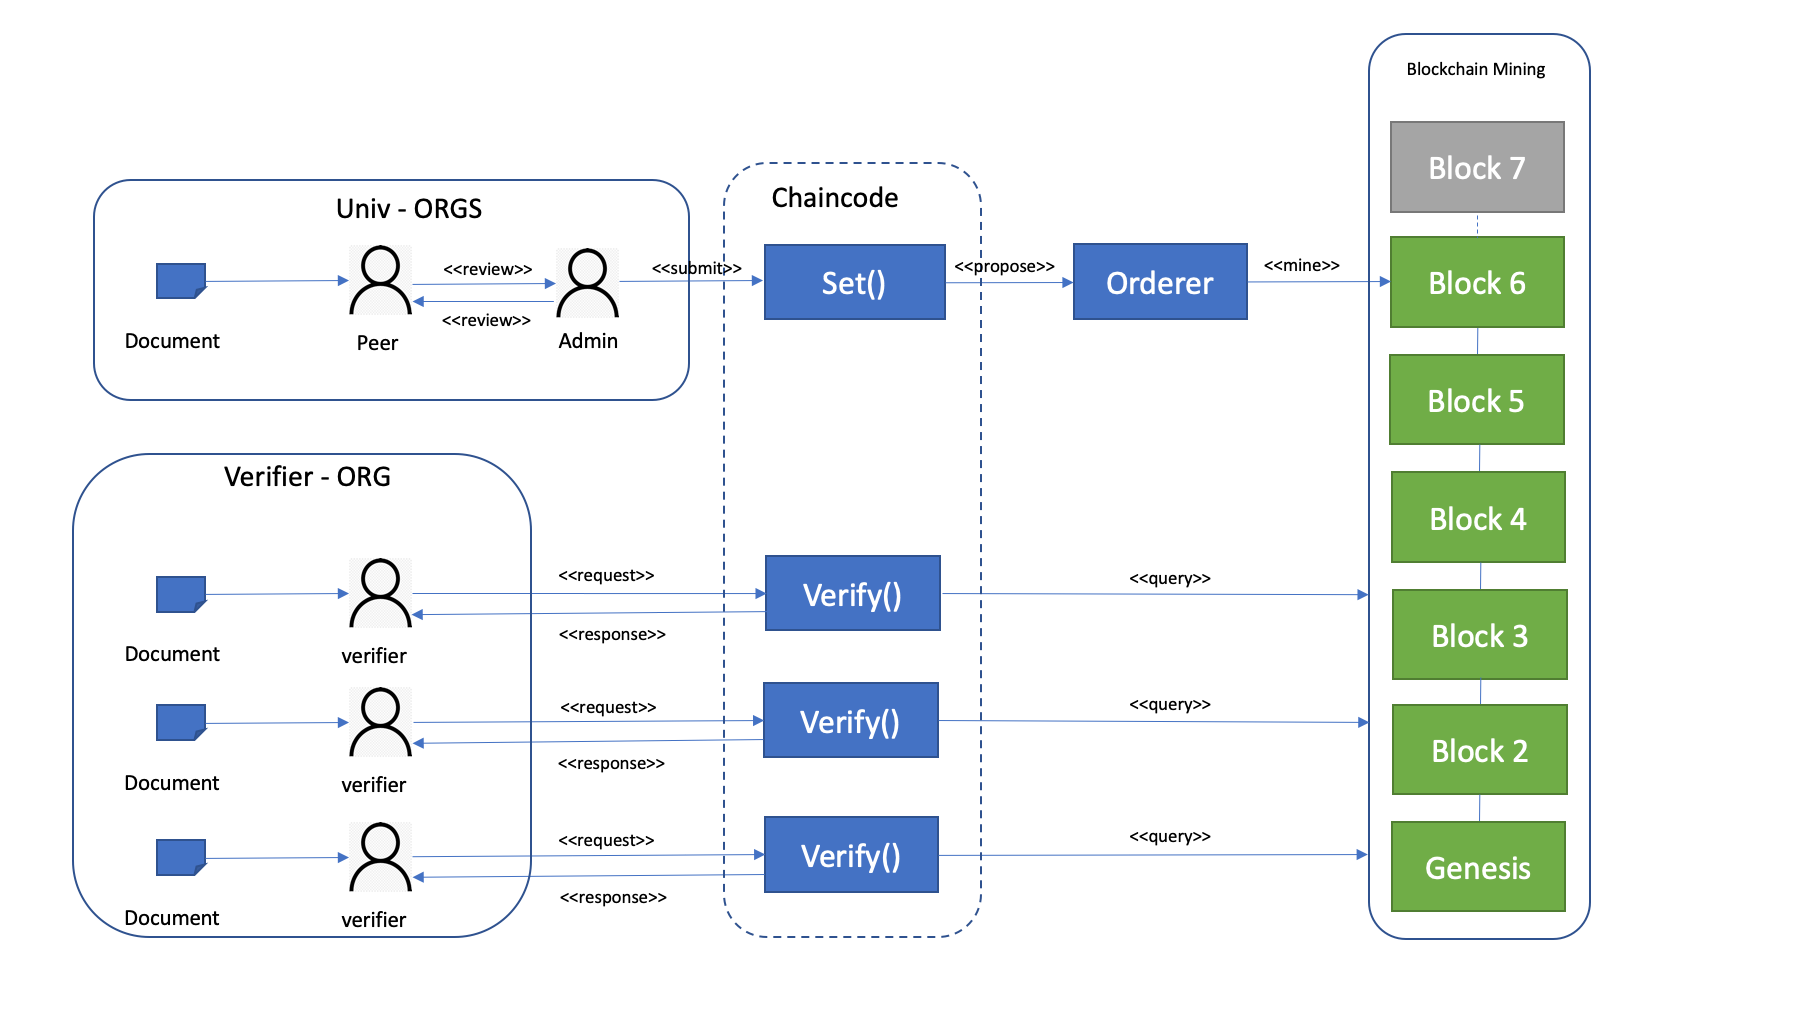 Blockchain Mining
Block 7
Block 6
Block 5
Block 4
Block 3
Block 2
Genesis
Chaincode
Univ - ORGS
<<review>>
<<review>>
<<submit>>
Set()
<<propose>>
Orderer
<<mine>>
Document
Peer
Admin
Verifier - ORG
<<request>>
Verify()
<<query>>
<<response>>
Document
verifier
<<request>>
Verify()
<<query>>
<<response>>
Document
verifier
<<request>>
Verify()
<<query>>
<<response>>
Document
verifier